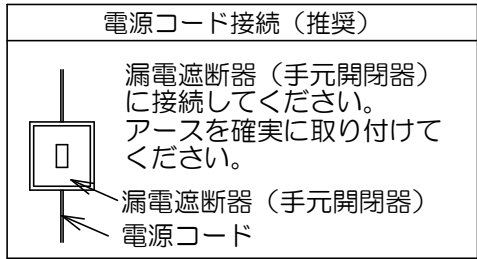 電源コード接続（推奨）
漏電遮断器（手元開閉器）
に接続してください。
アースを確実に取り付けて
ください。
漏電遮断器（手元開閉器）
電源コード